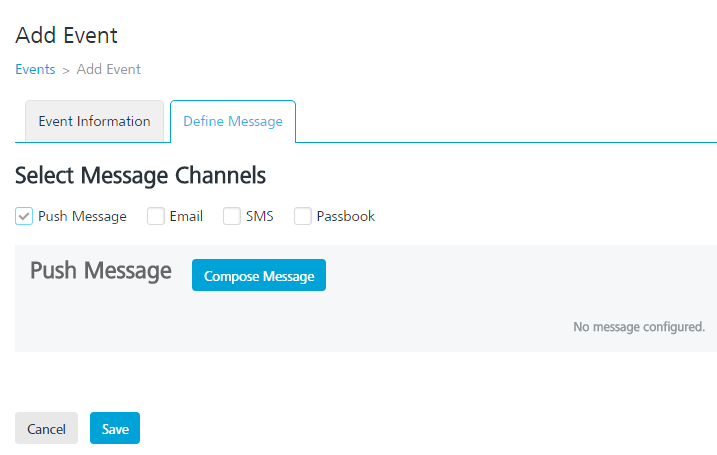 Add Event
Events > Add Event
Event Information Define Message
Select Message Channels
Push Message Email SMS Passbook
Push Message Compose Message
No message configured.
Cancel Save